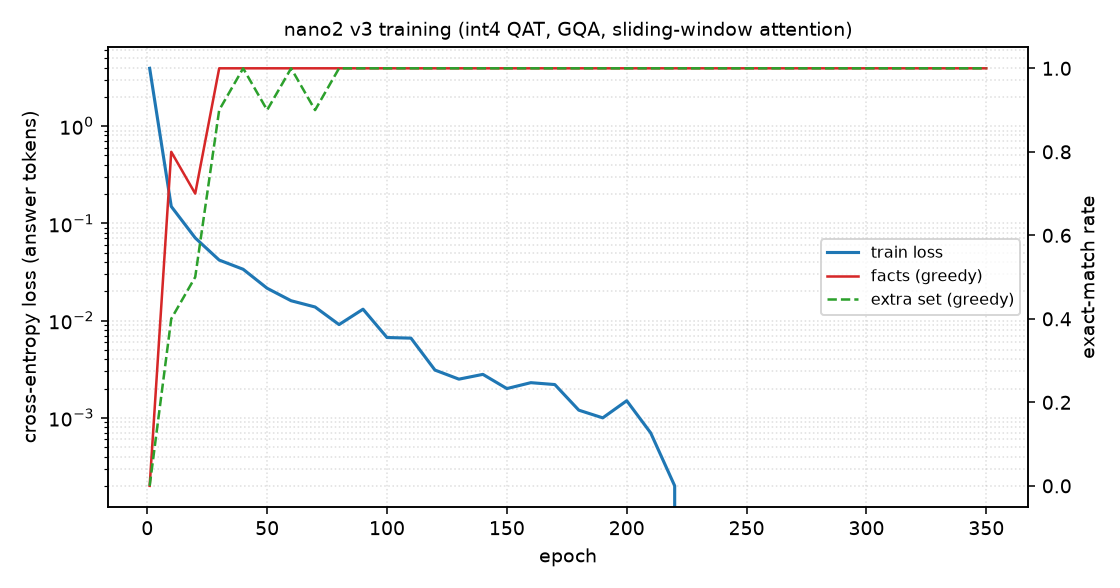 nano2 v3 training (int4 QAT, GQA, sliding-window attention)
cross-entropy loss (answer tokens)
10⁰
10⁻¹
10⁻²
10⁻³
train loss
facts (greedy)
extra set (greedy)
1.0
0.8
0.6
0.4
0.2
0.0
exact-match rate
0 50 100 150 200 250 300 350
epoch